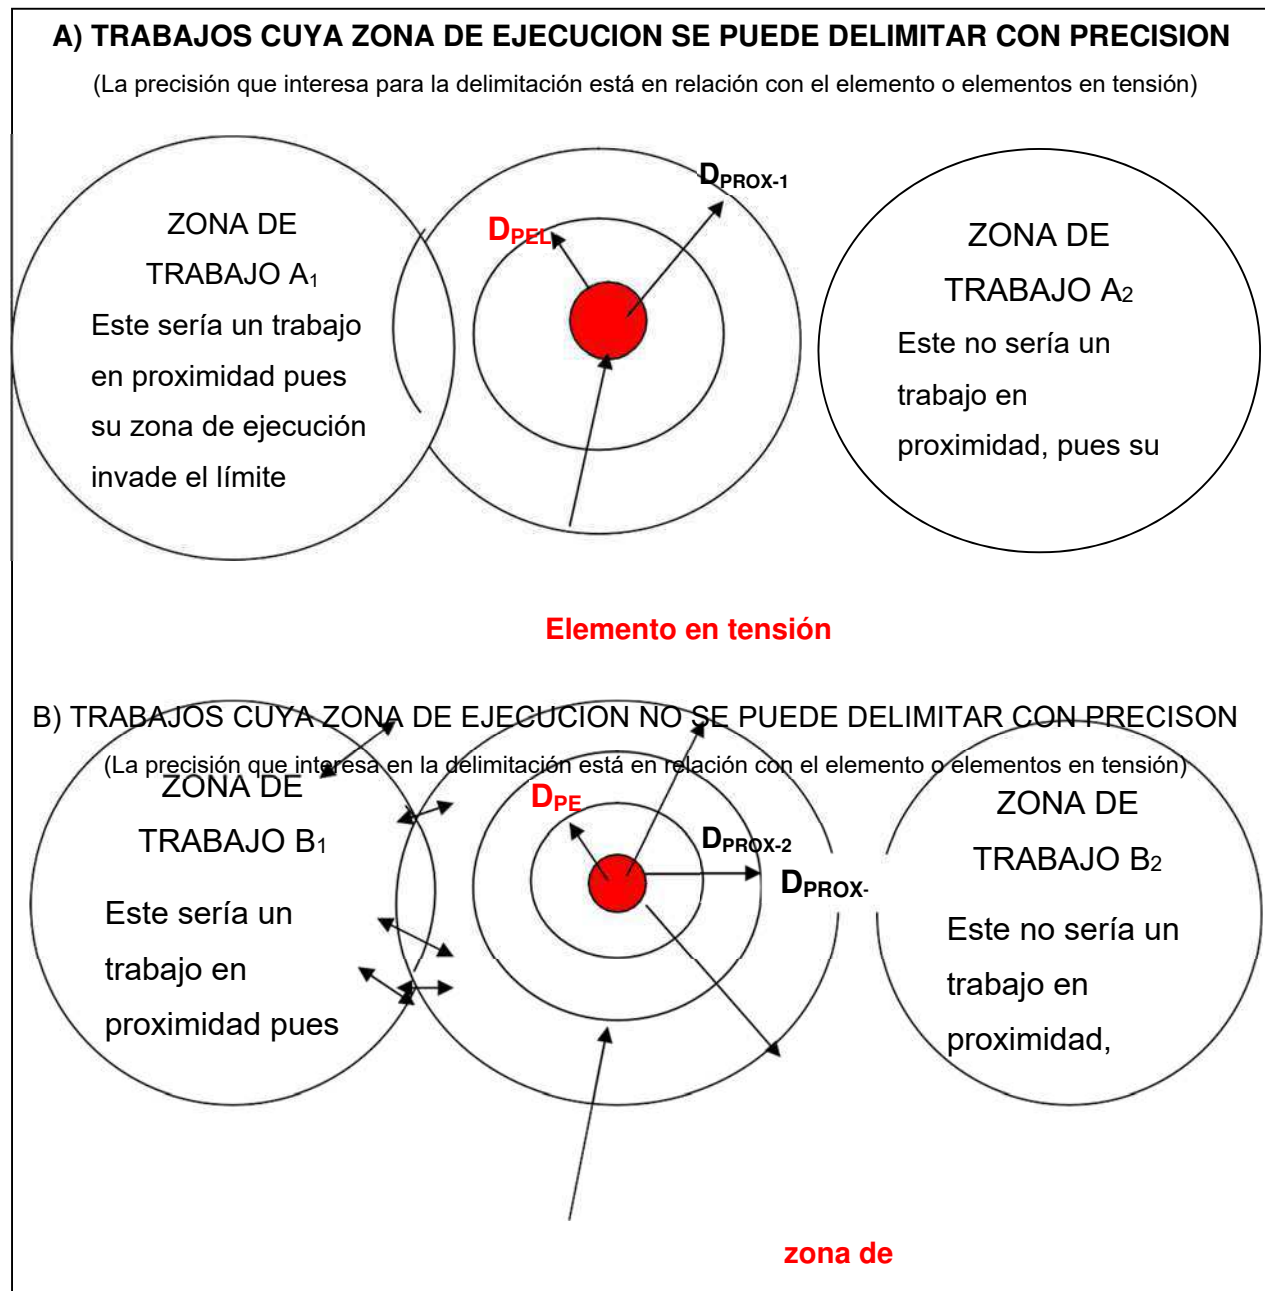 A) TRABAJOS CUYA ZONA DE EJECUCION SE PUEDE DELIMITAR CON PRECISION
(La precisión que interesa para la delimitación está en relación con el elemento o elementos en tensión)
ZONA DE
TRABAJO A1
Este sería un trabajo
en proximidad pues
su zona de ejecución
invade el límite
DPEL
DPROX-1
ZONA DE
TRABAJO A2
Este no sería un
trabajo en
proximidad, pues su
Elemento en tensión
B) TRABAJOS CUYA ZONA DE EJECUCION NO SE PUEDE DELIMITAR CON PRECISON
(La precisión que interesa en la delimitación está en relación con el elemento o elementos en tensión)
ZONA DE
TRABAJO B1
Este sería un
trabajo en
proximidad pues
DPE
DPROX-2
DPROX-
ZONA DE
TRABAJO B2
Este no sería un
trabajo en
proximidad,
zona de